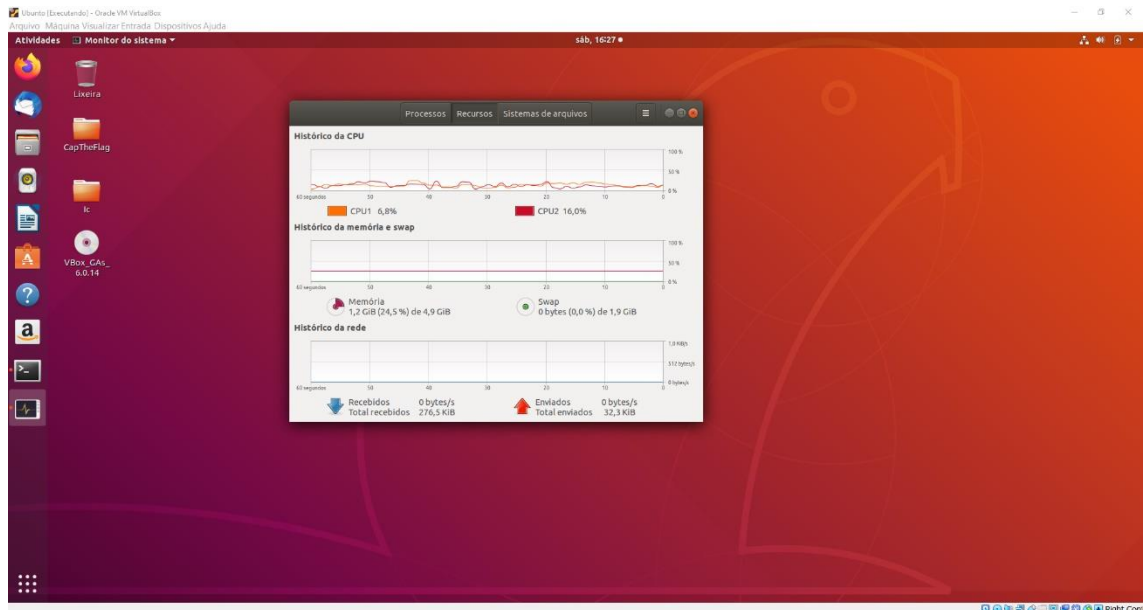 Ubuntu [Executando] - Oracle VM VirtualBox
Arquivo Máquina Visualizar Entrada Dispositivos Ajuda
Atividades Monitor do sistema
sáb, 16:27
Lixeira
CapTheFlag
Ic
VBox_GAs_
6.0.14
Processos Recursos Sistemas de arquivos
Histórico da CPU
100 %
50 %
0 %
60 segundos 50 40 30 20 10 0
CPU1 6,8% CPU2 16,0%
Histórico da memória e swap
100 %
50 %
0 %
60 segundos 50 40 30 20 10 0
Memória
1,2 GiB (24,5 %) de 4,9 GiB
Swap
0 bytes (0,0 %) de 1,9 GiB
Histórico da rede
1,0 KiB/s
512 bytes/s
0 bytes/s
60 segundos 50 40 30 20 10 0
Recebidos 0 bytes/s
Total recebidos 276,5 KiB
Enviados 0 bytes/s
Total enviados 32,3 KiB
Right Cont